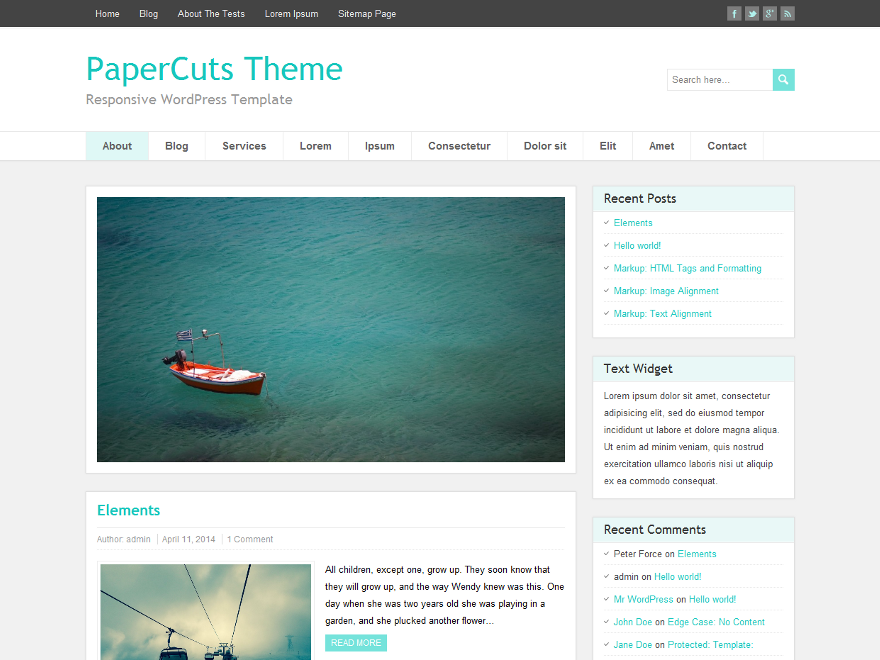 Home Blog About The Tests Lorem Ipsum Sitemap Page
PaperCuts Theme
Responsive WordPress Template
Search here...
About Blog Services Lorem Ipsum Consectetur Dolor sit Elit Amet Contact
Elements
Author: admin April 11, 2014 1 Comment
All children, except one, grow up. They soon know that
they will grow up, and the way Wendy knew was this. One
day when she was two years old she was playing in a
garden, and she plucked another flower...
READ MORE
Recent Posts
Elements
Hello world!
Markup: HTML Tags and Formatting
Markup: Image Alignment
Markup: Text Alignment
Text Widget
Lorem ipsum dolor sit amet, consectetur
adipisicing elit, sed do eiusmod tempor
incididunt ut labore et dolore magna aliqua.
Ut enim ad minim veniam, quis nostrud
exercitation ullamco laboris nisi ut aliquip
ex ea commodo consequat.
Recent Comments
Peter Force on Elements
admin on Hello world!
Mr WordPress on Hello world!
John Doe on Edge Case: No Content
Jane Doe on Protected: Template: